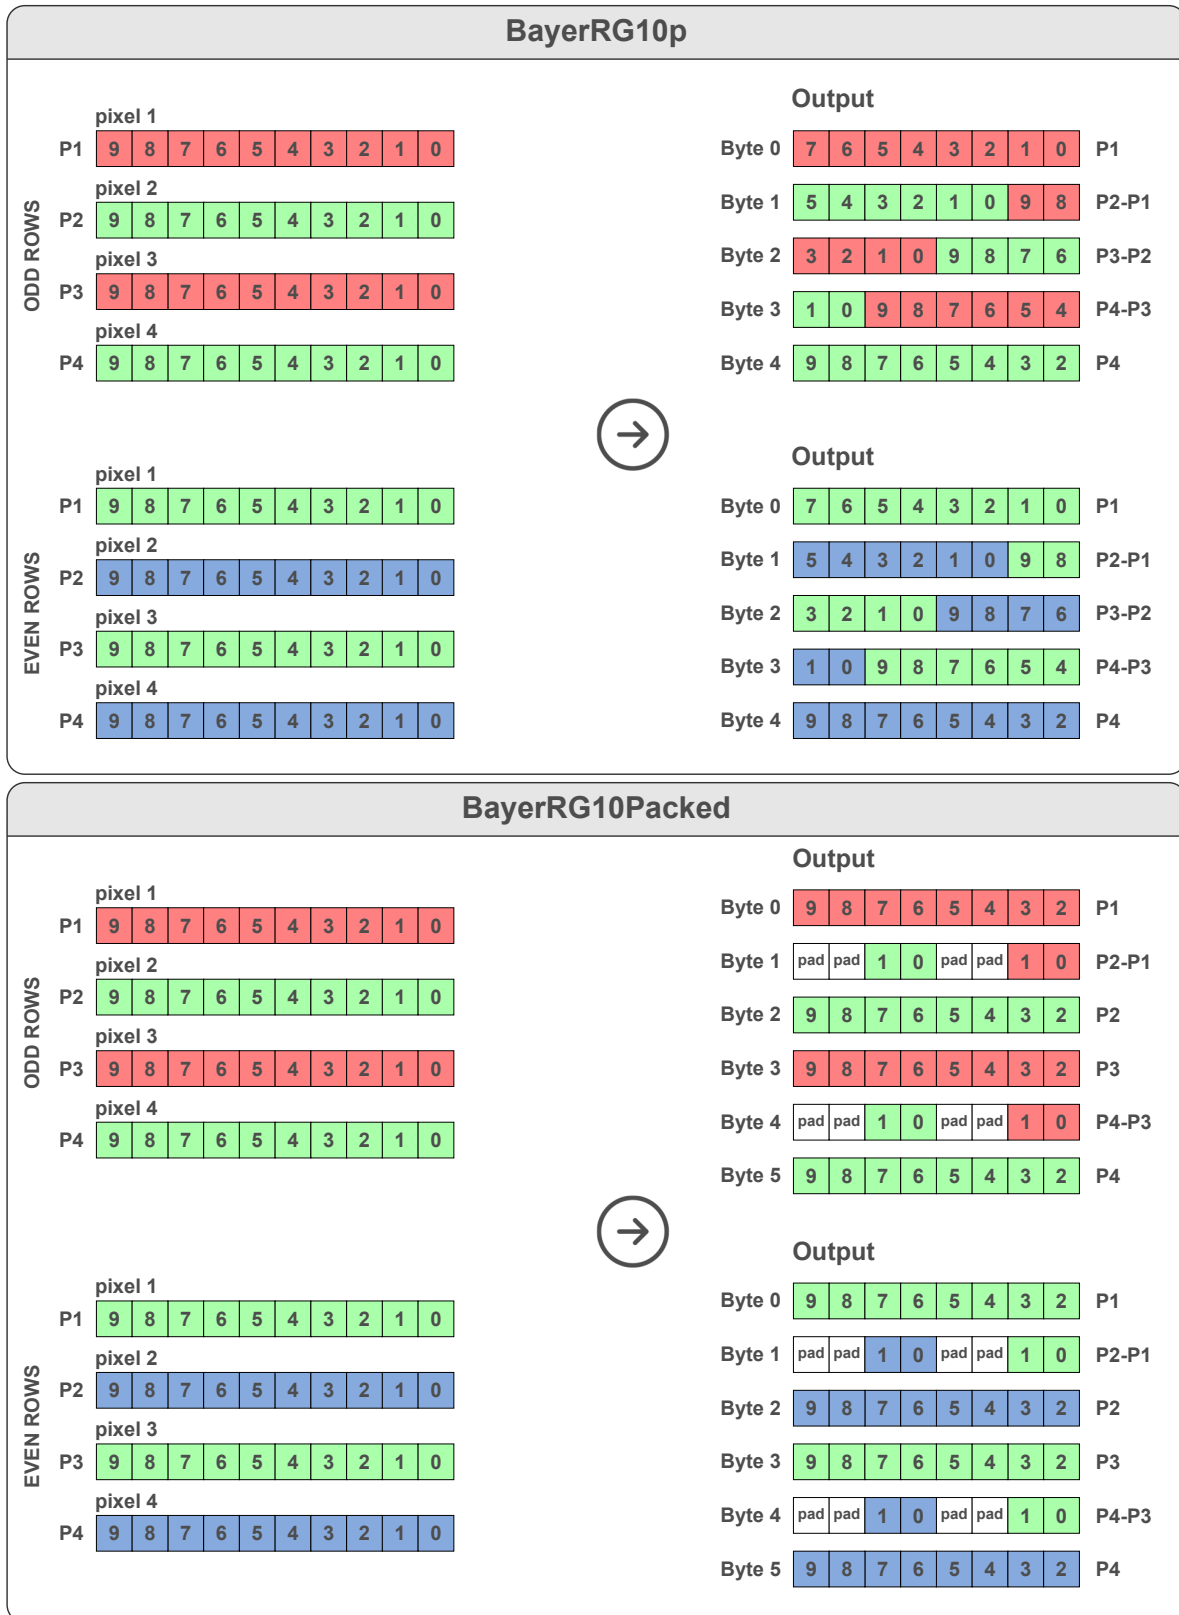 BayerRG10p
Output
pixel 1
P1 9 8 7 6 5 4 3 2 1 0
Byte 0 7 6 5 4 3 2 1 0 P1
pixel 2
P2 9 8 7 6 5 4 3 2 1 0
Byte 1 5 4 3 2 1 0 9 8 P2-P1
ODD ROWS
pixel 3
P3 9 8 7 6 5 4 3 2 1 0
Byte 2 3 2 1 0 9 8 7 6 P3-P2
pixel 4
P4 9 8 7 6 5 4 3 2 1 0
Byte 3 1 0 9 8 7 6 5 4 P4-P3
Byte 4 9 8 7 6 5 4 3 2 P4
Output
pixel 1
P1 9 8 7 6 5 4 3 2 1 0
Byte 0 7 6 5 4 3 2 1 0 P1
pixel 2
P2 9 8 7 6 5 4 3 2 1 0
Byte 1 5 4 3 2 1 0 9 8 P2-P1
EVEN ROWS
pixel 3
P3 9 8 7 6 5 4 3 2 1 0
Byte 2 3 2 1 0 9 8 7 6 P3-P2
pixel 4
P4 9 8 7 6 5 4 3 2 1 0
Byte 3 1 0 9 8 7 6 5 4 P4-P3
Byte 4 9 8 7 6 5 4 3 2 P4
BayerRG10Packed
Output
pixel 1
P1 9 8 7 6 5 4 3 2 1 0
Byte 0 9 8 7 6 5 4 3 2 P1
pixel 2
P2 9 8 7 6 5 4 3 2 1 0
Byte 1 pad pad 1 0 pad pad 1 0 P2-P1
ODD ROWS
pixel 3
P3 9 8 7 6 5 4 3 2 1 0
Byte 2 9 8 7 6 5 4 3 2 P2
pixel 4
P4 9 8 7 6 5 4 3 2 1 0
Byte 3 9 8 7 6 5 4 3 2 P3
Byte 4 pad pad 1 0 pad pad 1 0 P4-P3
Byte 5 9 8 7 6 5 4 3 2 P4
Output
pixel 1
P1 9 8 7 6 5 4 3 2 1 0
Byte 0 9 8 7 6 5 4 3 2 P1
pixel 2
P2 9 8 7 6 5 4 3 2 1 0
Byte 1 pad pad 1 0 pad pad 1 0 P2-P1
EVEN ROWS
pixel 3
P3 9 8 7 6 5 4 3 2 1 0
Byte 2 9 8 7 6 5 4 3 2 P2
pixel 4
P4 9 8 7 6 5 4 3 2 1 0
Byte 3 9 8 7 6 5 4 3 2 P3
Byte 4 pad pad 1 0 pad pad 1 0 P4-P3
Byte 5 9 8 7 6 5 4 3 2 P4